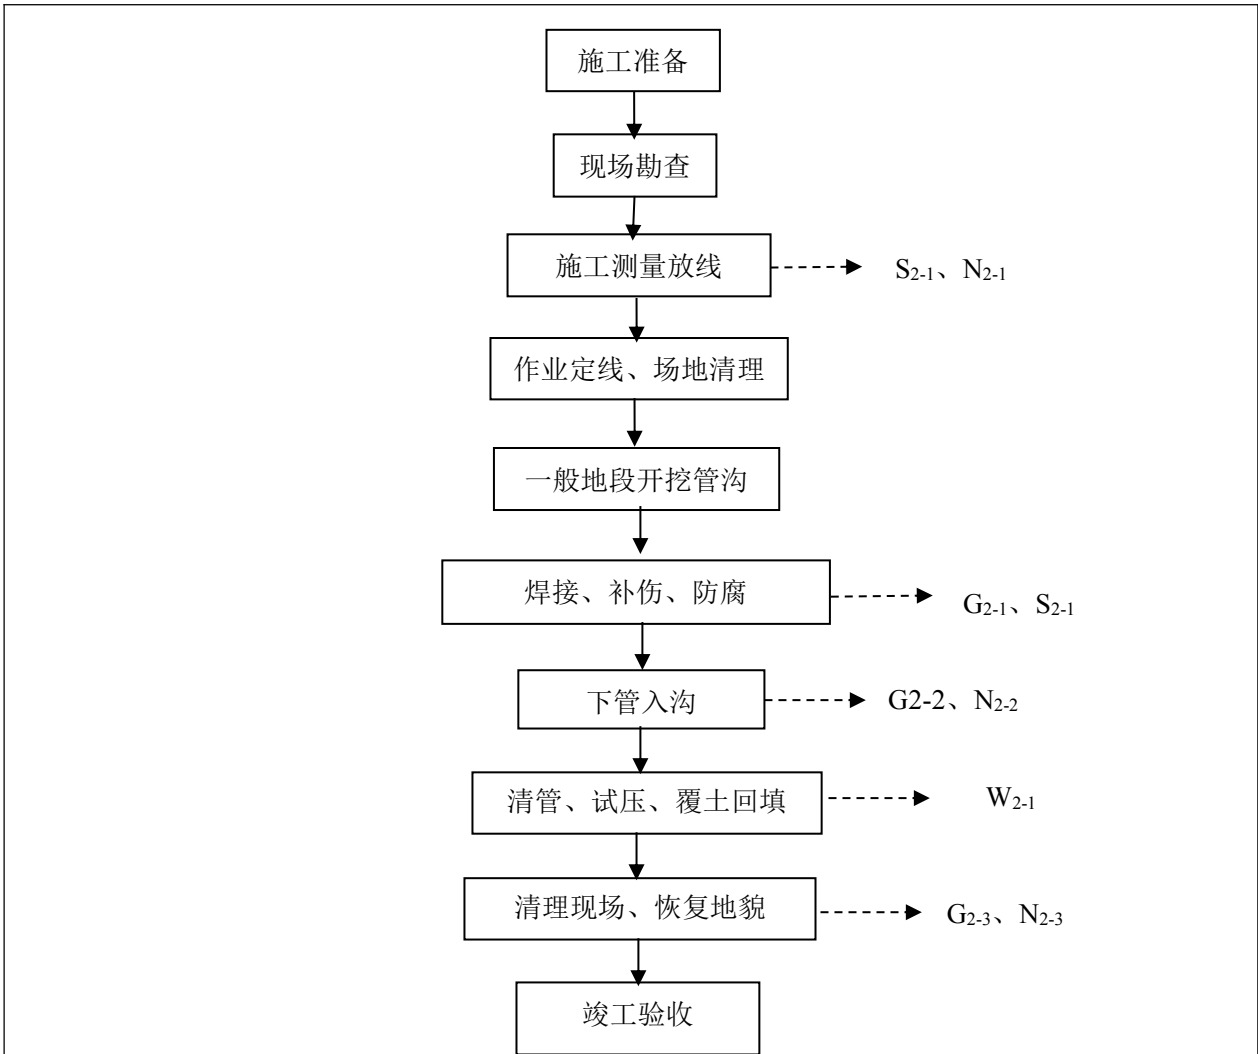 施工准备
现场勘查
施工测量放线
S2-1、N2-1
作业定线、场地清理
一般地段开挖管沟
焊接、补伤、防腐
G2-1、S2-1
下管入沟
G2-2、N2-2
清管、试压、覆土回填
W2-1
清理现场、恢复地貌
G2-3、N2-3
竣工验收